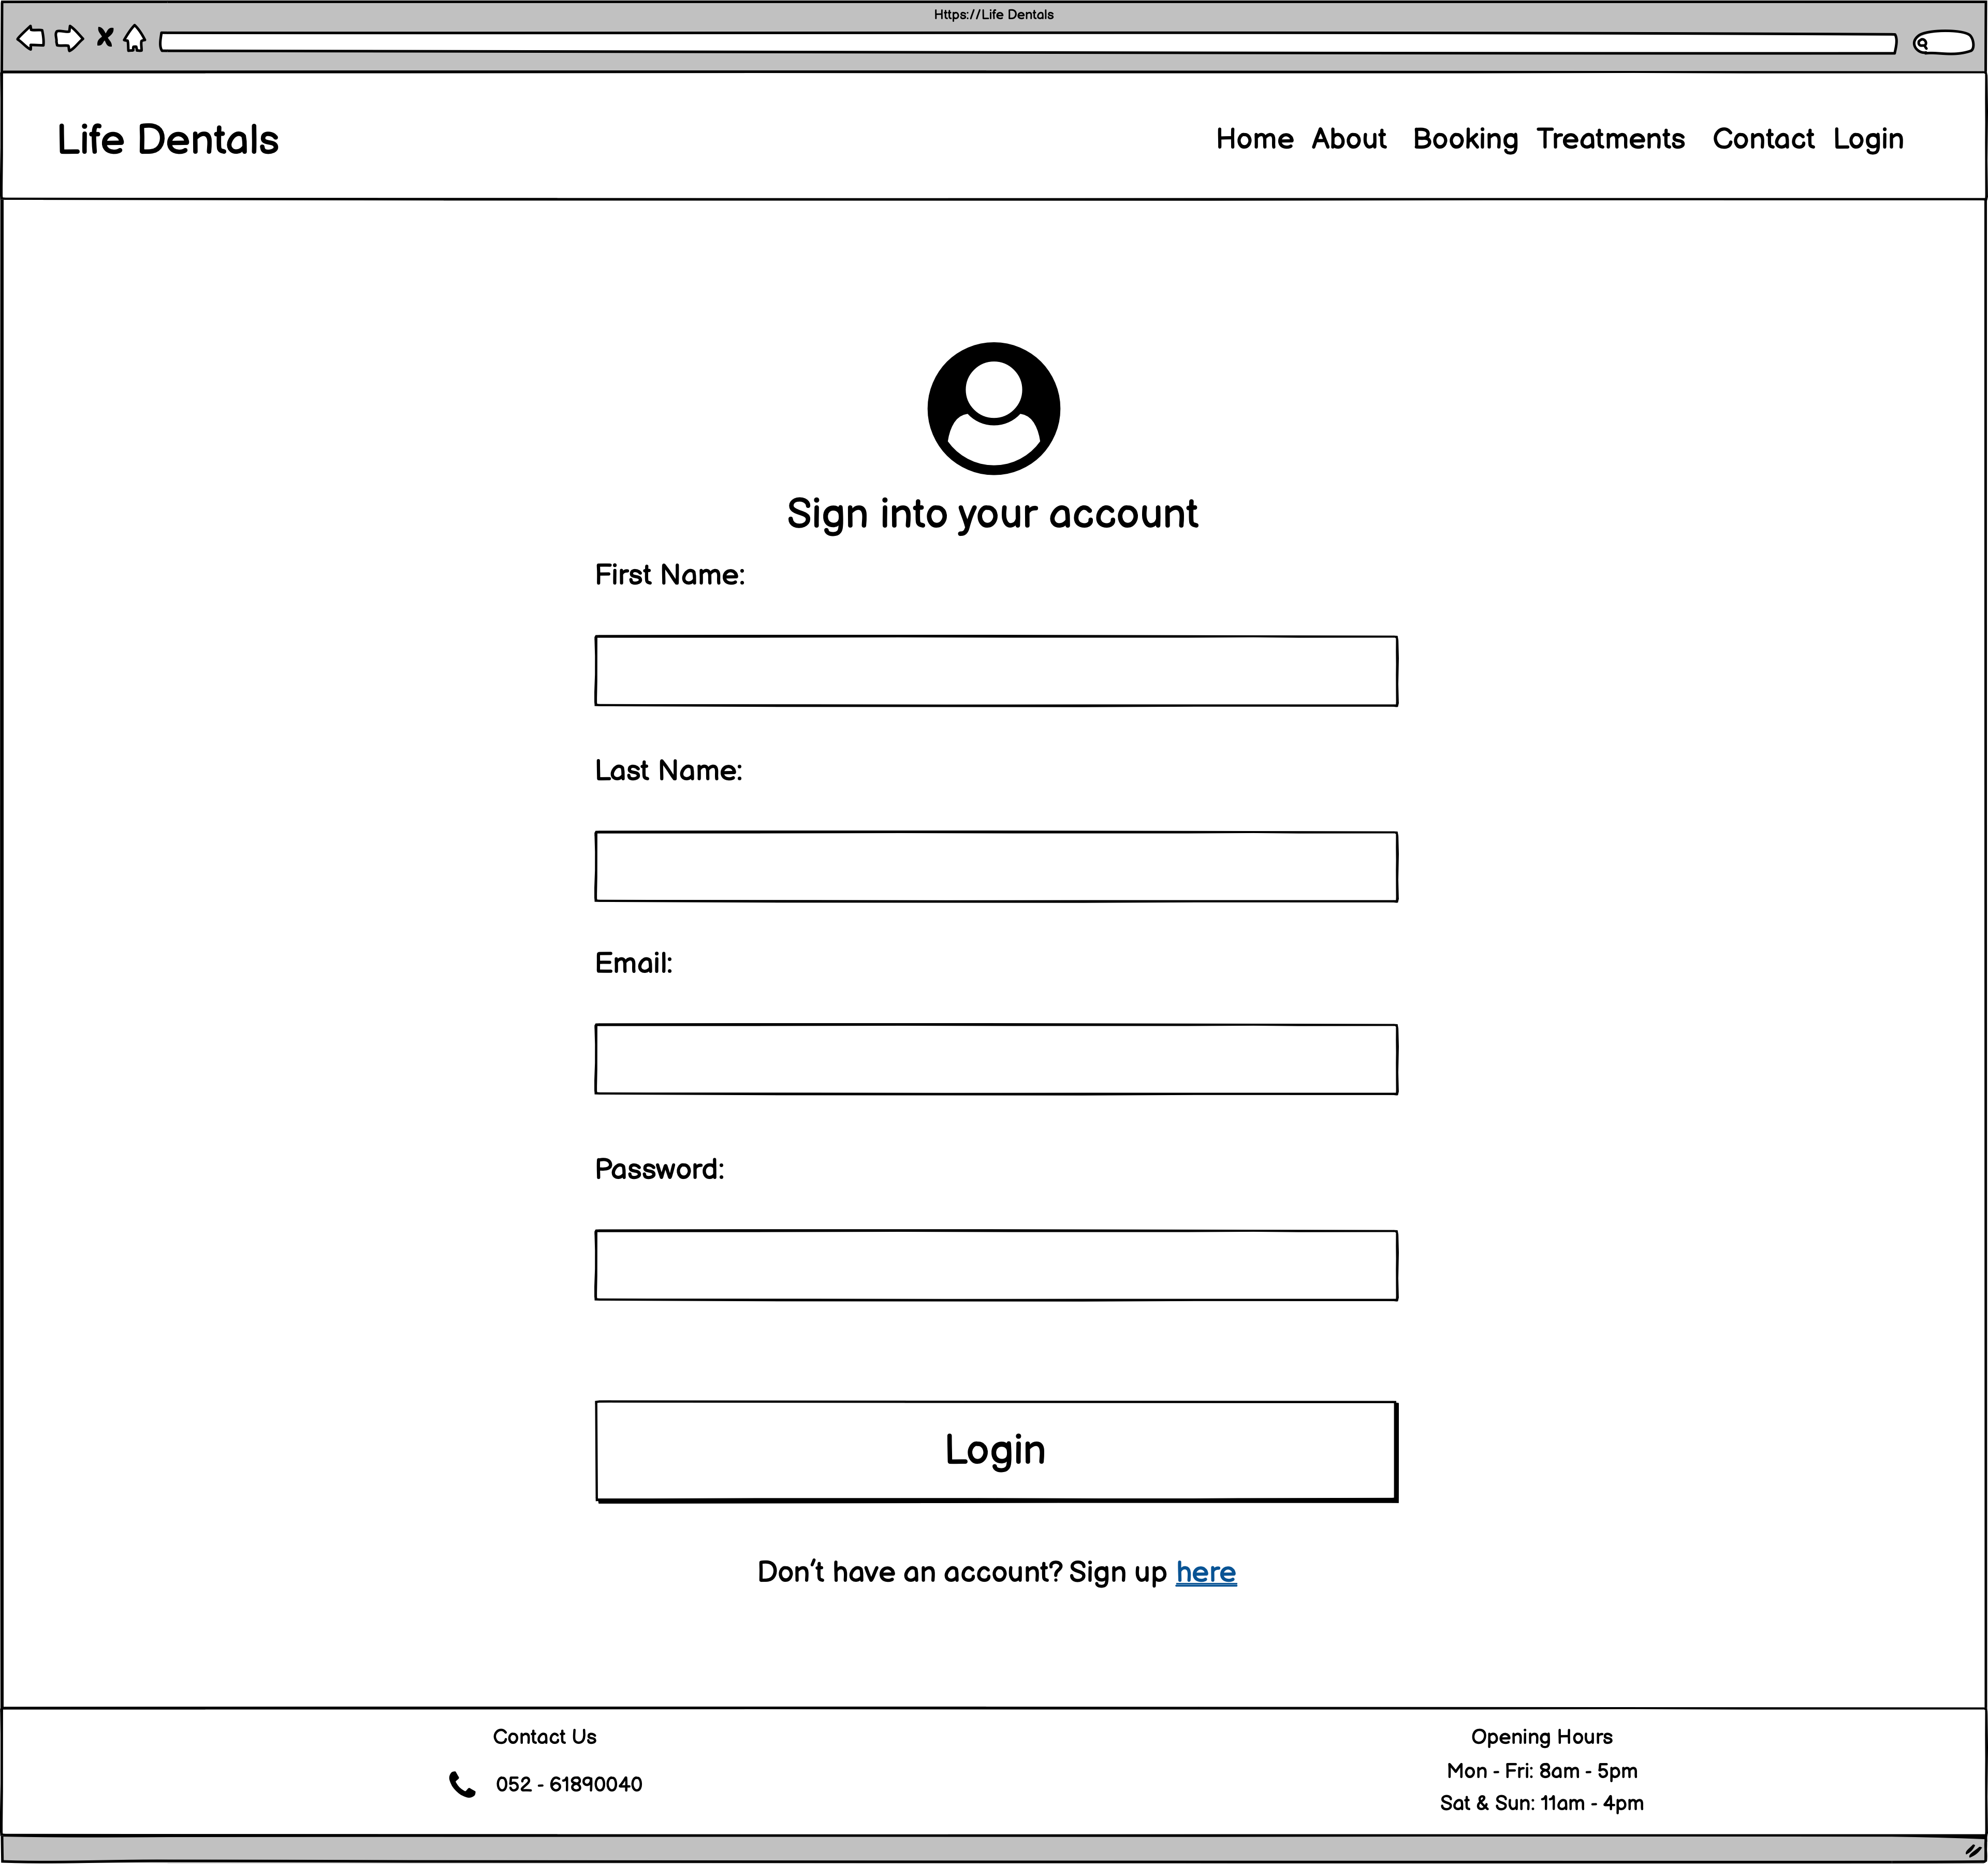 Https://Life Dentals
Life Dentals
Home About Booking Treatments Contact Login
Sign into your account
First Name:
Last Name:
Email:
Password:
Login
Don't have an account? Sign up here
Contact Us
052 - 61890040
Opening Hours
Mon - Fri: 8am - 5pm
Sat & Sun: 11am - 4pm